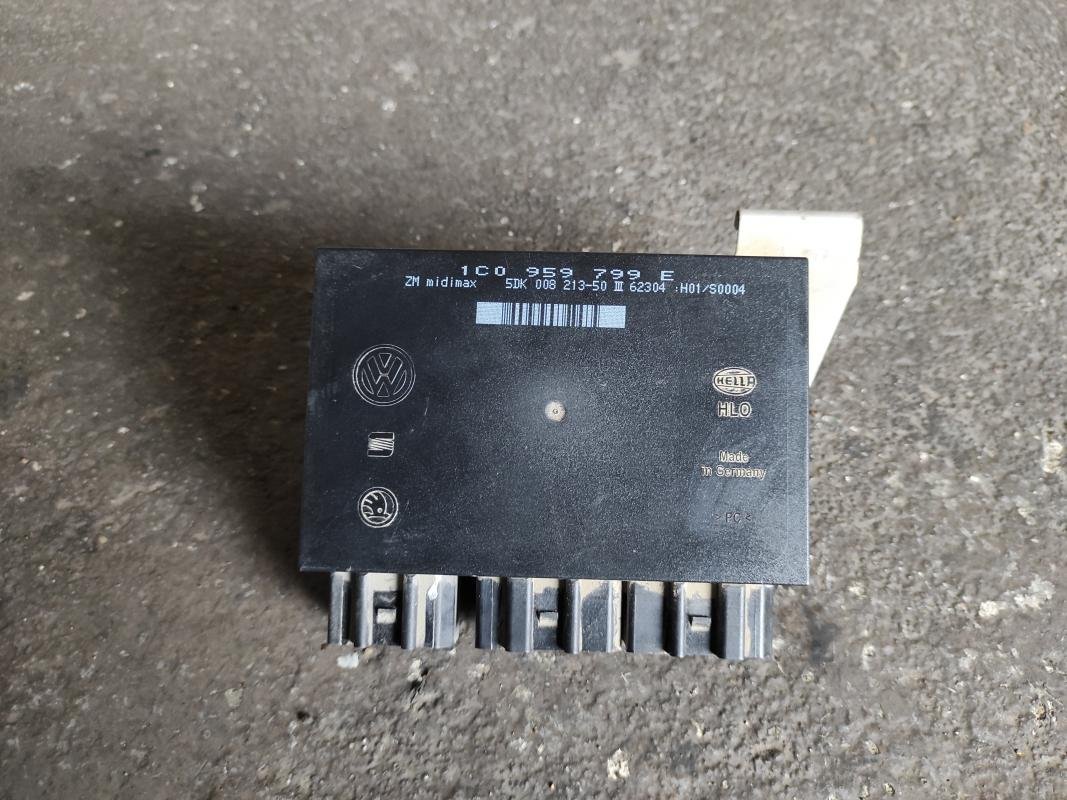 1C0 959 799 E
ZM midimax 5DK 008 213-50 III 62304 :H01/S0004
HELLA
HLO
Made
in Germany
>PC<